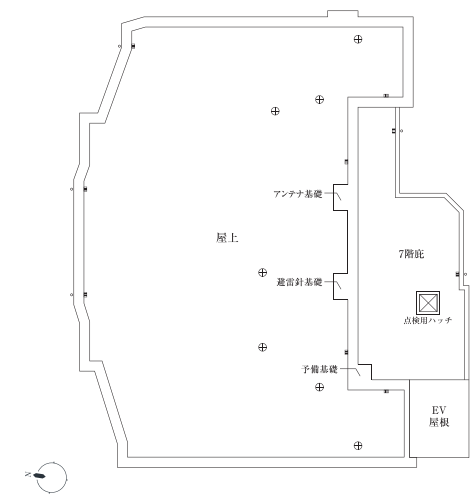 アンテナ基礎
屋上
7階庇
避雷針基礎
点検用ハッチ
予備基礎
EV
屋根
N